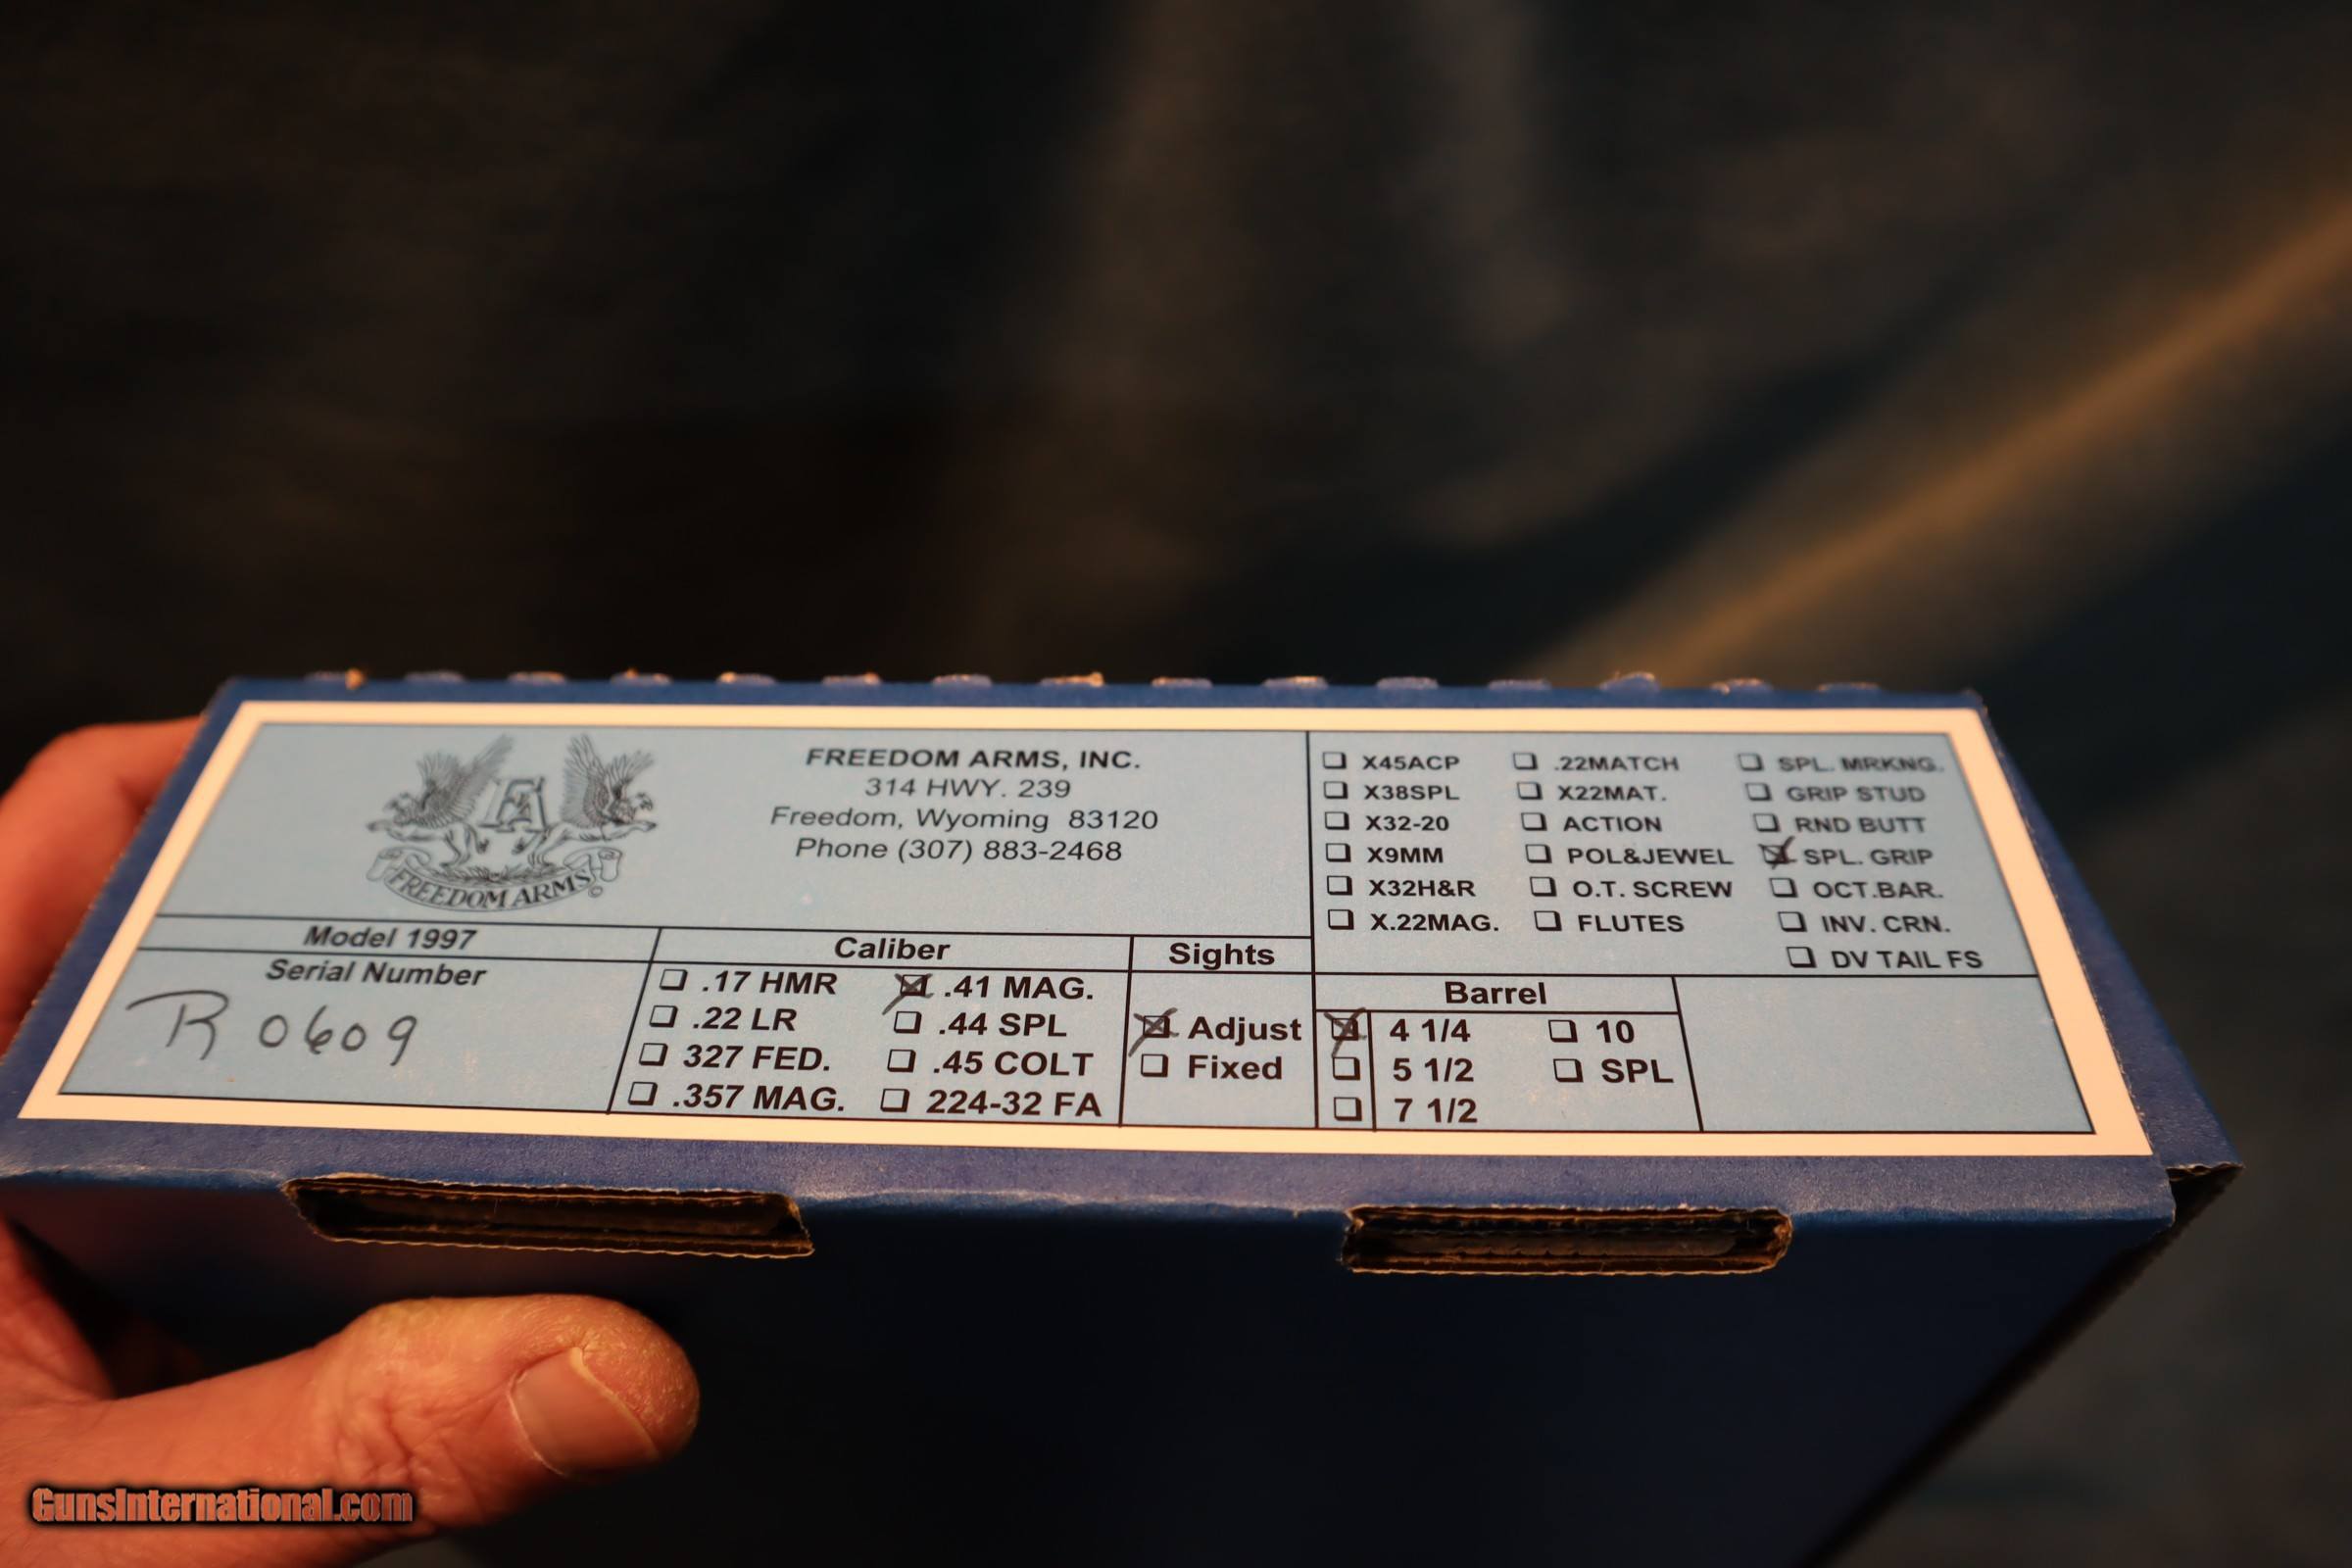 FREEDOM ARMS, INC.
314 HWY. 239
Freedom, Wyoming 83120
Phone (307) 883-2468
FA
FREEDOM ARMS ©
X45ACP .22MATCH SPL. MRKNG.
X38SPL X22MAT. GRIP STUD
X32-20 ACTION RND BUTT
X9MM POL&JEWEL SPL. GRIP
X32H&R O.T. SCREW OCT.BAR.
X.22MAG. FLUTES INV. CRN.
DV TAIL FS
Model 1997
Serial Number
R 0609
Caliber
.17 HMR .41 MAG.
.22 LR .44 SPL
327 FED. .45 COLT
.357 MAG. 224-32 FA
Sights
Adjust
Fixed
Barrel
4 1/4 10
5 1/2 SPL
7 1/2
GunsInternational.com